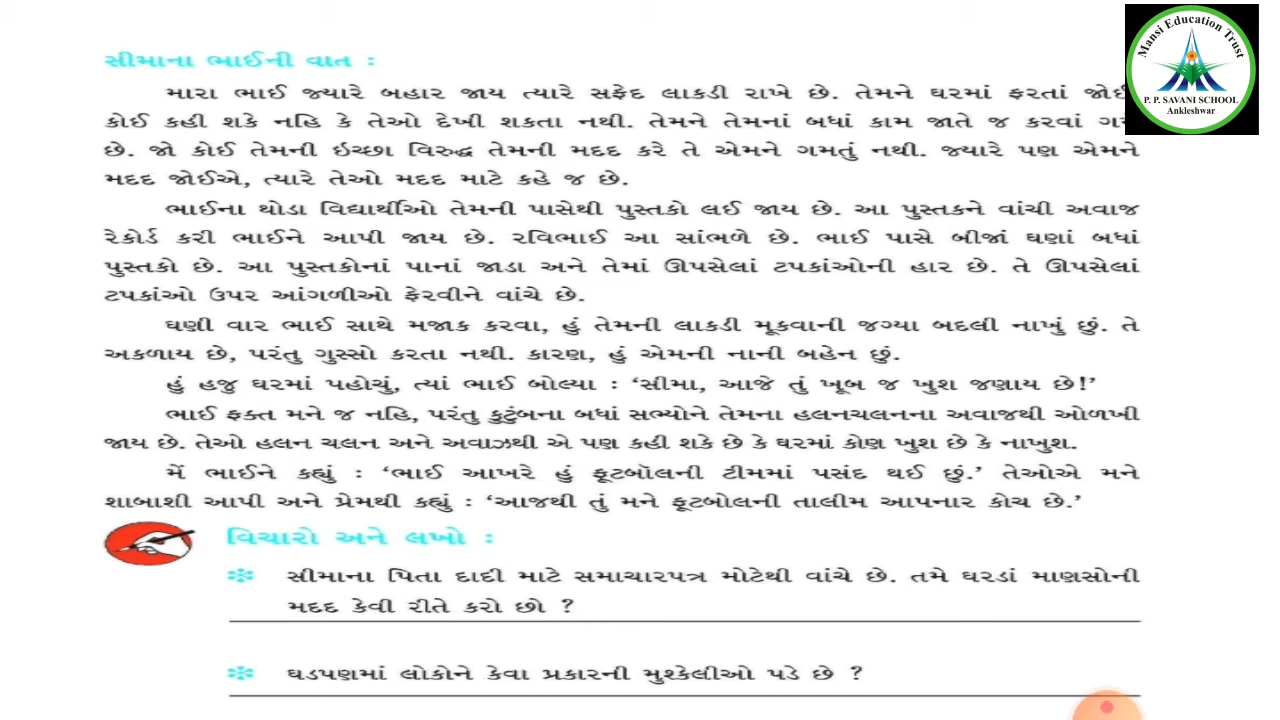 Mansi Education Trust
P. P. SAVANI SCHOOL
Ankleshwar
સીમાના ભાઈની વાત :
મારા ભાઈ જ્યારે બહાર જાય ત્યારે સફેદ લાકડી રાખે છે. તેમને ઘરમાં ફરતાં જોઈ
કોઈ કહી શકે નહિ કે તેઓ દેખી શકતા નથી. તેમને તેમનાં બધાં કામ જાતે જ કરવાં
છે. જો કોઈ તેમની ઇચ્છા વિરુદ્ધ તેમની મદદ કરે તે એમને ગમતું નથી. જ્યારે પણ એમને
મદદ જોઈએ, ત્યારે તેઓ મદદ માટે કહે જ છે.
ભાઈના થોડા વિદ્યાર્થીઓ તેમની પાસેથી પુસ્તકો લઈ જાય છે. આ પુસ્તકને વાંચી અવાજ
રેકોર્ડ કરી ભાઈને આપી જાય છે. રવિભાઈ આ સાંભળે છે. ભાઈ પાસે બીજાં ઘણાં બધાં
પુસ્તકો છે. આ પુસ્તકોનાં પાનાં જાડા અને તેમાં ઊપસેલાં ટપકાંઓની હાર છે. તે ઊપસેલાં
ટપકાંઓ ઉપર આંગળીઓ ફેરવીને વાંચે છે.
ઘણી વાર ભાઈ સાથે મજાક કરવા, હું તેમની લાકડી મૂકવાની જગ્યા બદલી નાખું છું. તે
અકળાય છે, પરંતુ ગુસ્સો કરતા નથી. કારણ, હું એમની નાની બહેન છું.
હું હજુ ઘરમાં પહોચું, ત્યાં ભાઈ બોલ્યા : ‘સીમા, આજે તું ખૂબ જ ખુશ જણાય છે!’
ભાઈ ફક્ત મને જ નહિ, પરંતુ કુટુંબના બધાં સભ્યોને તેમના હલનચલનના અવાજથી ઓળખી
જાય છે. તેઓ હલન ચલન અને અવાઝથી એ પણ કહી શકે છે કે ઘરમાં કોણ ખુશ છે કે નાખુશ.
મેં ભાઈને કહ્યું : ‘ભાઈ આખરે હું ફૂટબૉલની ટીમમાં પસંદ થઈ છું.’ તેઓએ મને
શાબાશી આપી અને પ્રેમથી કહ્યું : ‘આજથી તું મને ફૂટબોલની તાલીમ આપનાર કોચ છે.’
વિચારો અને લખો :
સીમાના પિતા દાદી માટે સમાચારપત્ર મોટેથી વાંચે છે. તમે ઘરડાં માણસોની
મદદ કેવી રીતે કરો છો ?
ઘડપણમાં લોકોને કેવા પ્રકારની મુશ્કેલીઓ પડે છે ?